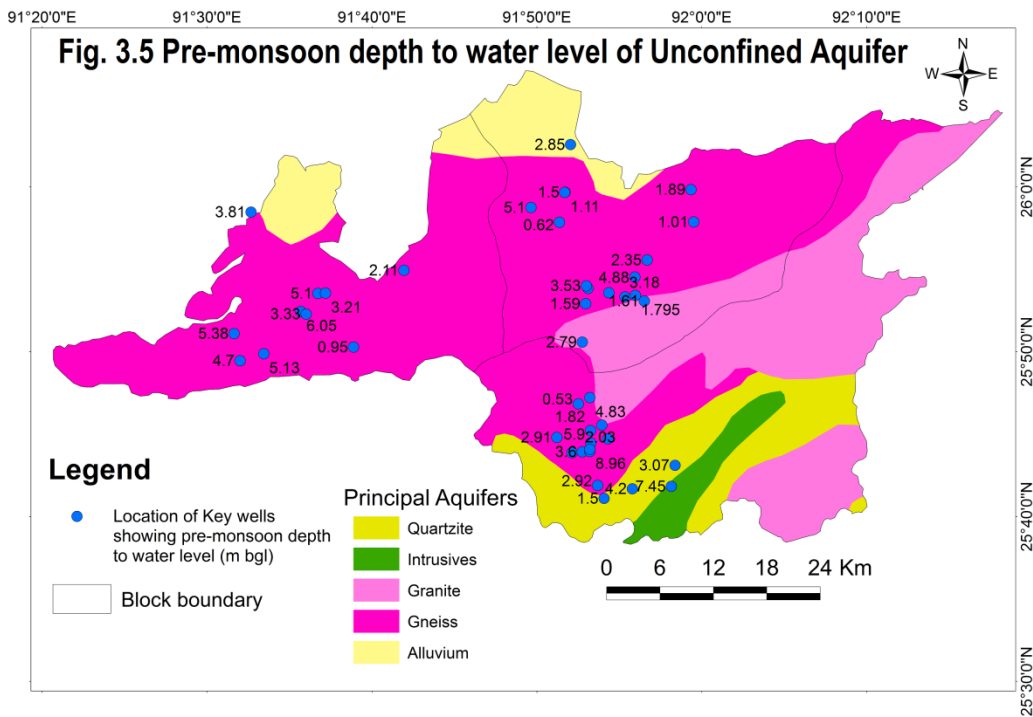 91°20'0"E 91°30'0"E 91°40'0"E 91°50'0"E 92°0'0"E 92°10'0"E
Fig. 3.5 Pre-monsoon depth to water level of Unconfined Aquifer
N
W E
S
26°0'0"N
25°50'0"N
25°40'0"N
25°30'0"N
2.85
1.5
1.11
1.89
5.1
0.62
1.01
3.81
2.11
2.35
4.88
3.18
3.53
1.61
1.59
1.795
5.1
3.21
3.33
6.05
5.38
0.95
4.7
5.13
2.79
0.53
1.82
4.83
5.9
2.03
2.91
3.6
8.96
3.07
2.92
4.2
7.45
1.5
Legend
Location of Key wells
showing pre-monsoon depth
to water level (m bgl)
Block boundary
Principal Aquifers
Quartzite
Intrusives
Granite
Gneiss
Alluvium
0 6 12 18 24 Km